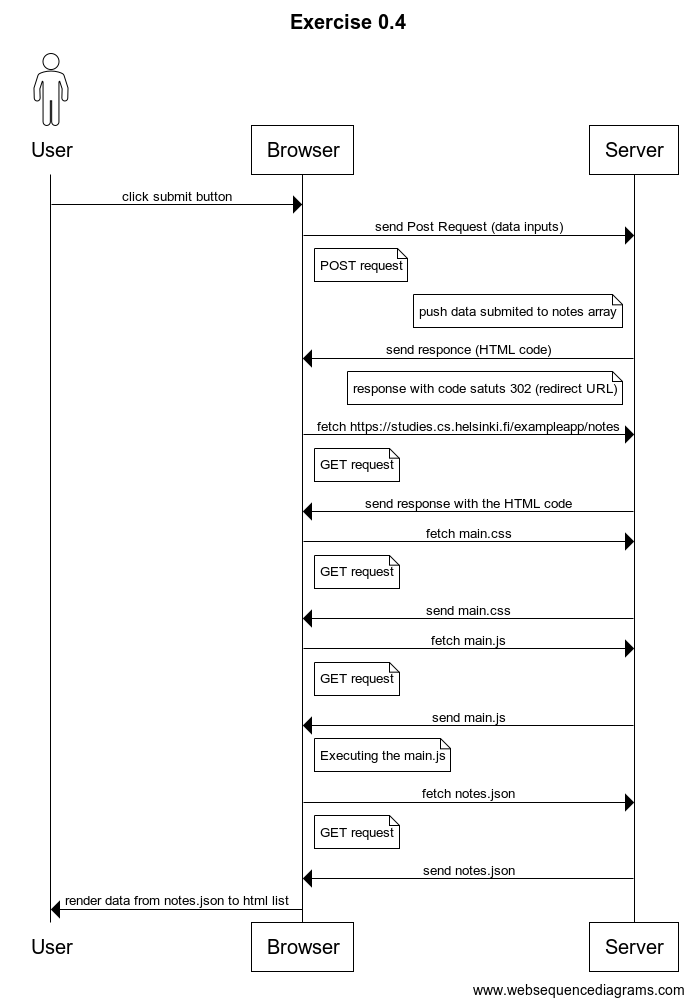 Exercise 0.4
User
Browser
Server
click submit button
send Post Request (data inputs)
POST request
push data submited to notes array
send responce (HTML code)
response with code satuts 302 (redirect URL)
fetch https://studies.cs.helsinki.fi/exampleapp/notes
GET request
send response with the HTML code
fetch main.css
GET request
send main.css
fetch main.js
GET request
send main.js
Executing the main.js
fetch notes.json
GET request
send notes.json
render data from notes.json to html list
User
Browser
Server
www.websequencediagrams.com